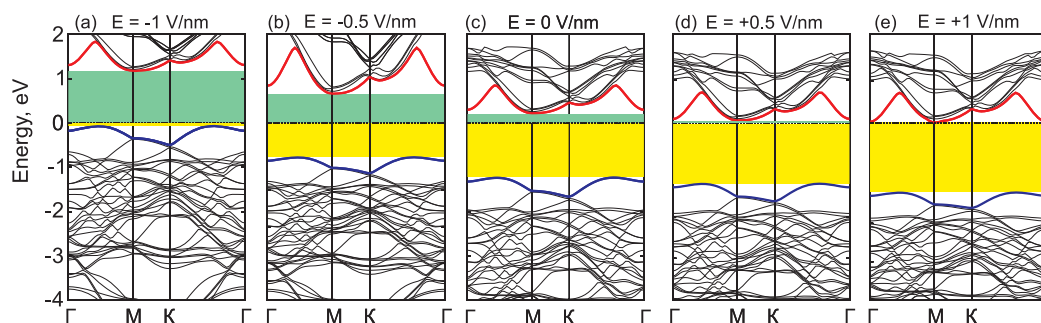 (a) E = -1 V/nm (b) E = -0.5 V/nm (c) E = 0 V/nm (d) E = +0.5 V/nm (e) E = +1 V/nm
2
1
0
-1
-2
-3
-4
Energy, eV
Γ M K Γ Γ M K Γ Γ M K Γ Γ M K Γ Γ M K Γ